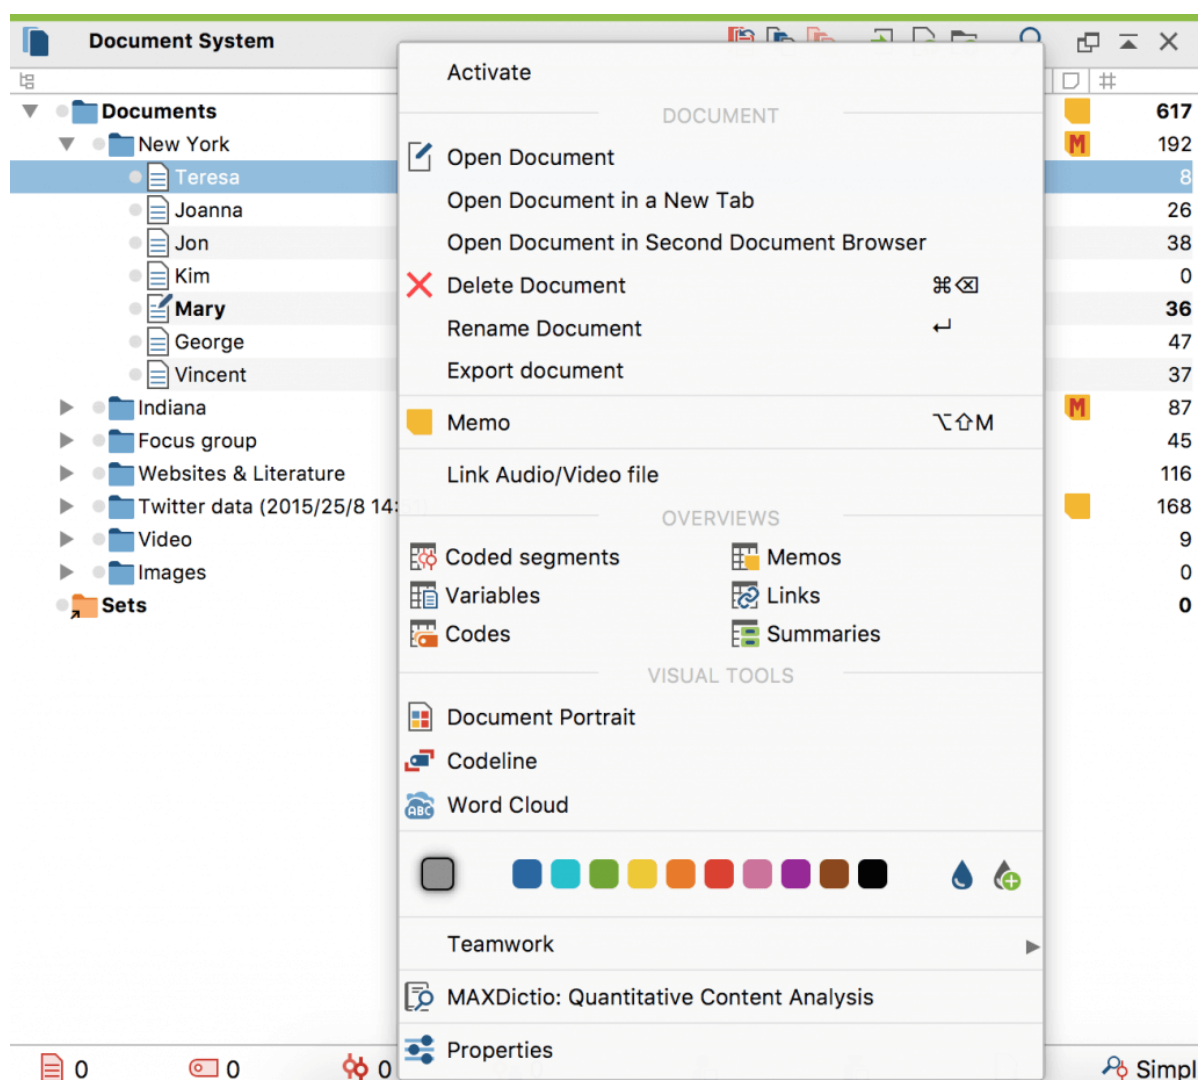 Document System
#
Documents 617
New York M 192
Teresa 8
Joanna 26
Jon 38
Kim 0
Mary 36
George 47
Vincent 37
Indiana M 87
Focus group 45
Websites & Literature 116
Twitter data (2015/25/8 14: 168
Video 9
Images 0
Sets 0
Activate
DOCUMENT
Open Document
Open Document in a New Tab
Open Document in Second Document Browser
Delete Document ⌘⌫
Rename Document ↵
Export document
Memo ⌥⇧M
Link Audio/Video file
OVERVIEWS
Coded segments Memos
Variables Links
Codes Summaries
VISUAL TOOLS
Document Portrait
Codeline
ABC Word Cloud
Teamwork
MAXDictio: Quantitative Content Analysis
Properties
0 0 0 Simpl